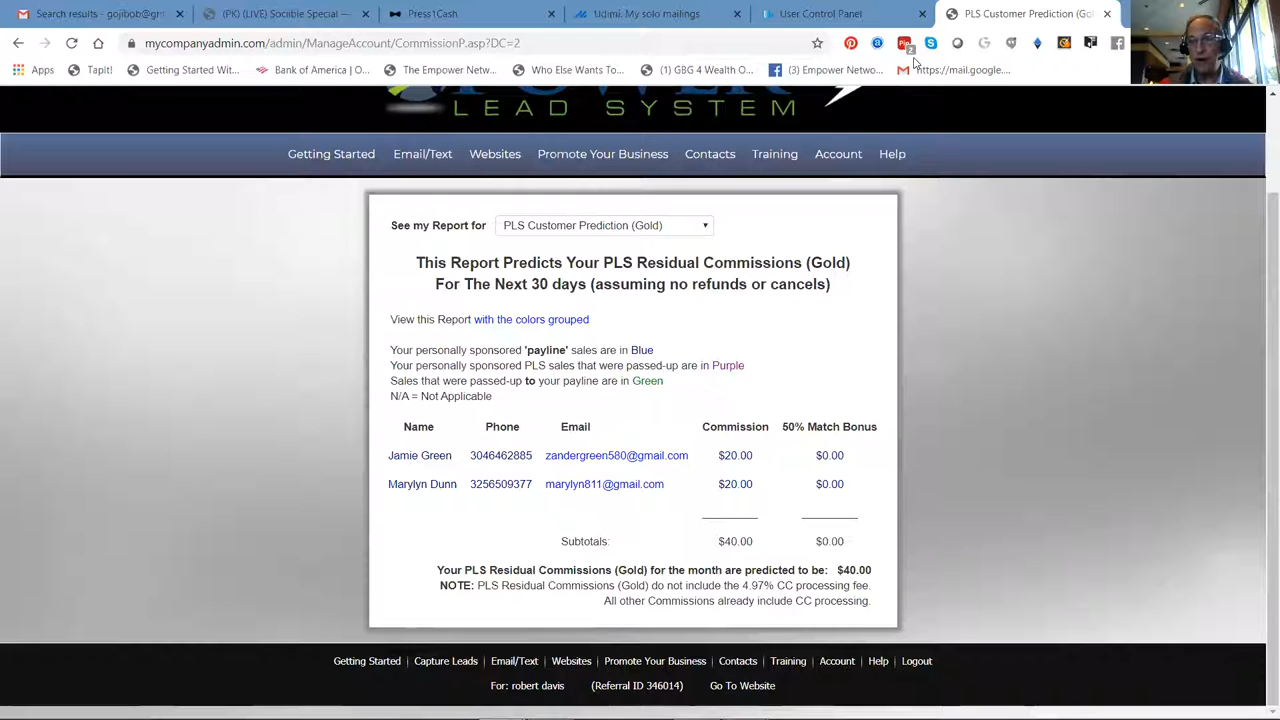 Search results - gojibob@gm
(PK) (LIVE) Sociible Special —
Press1Cash
Udimi. My solo mailings
User Control Panel
PLS Customer Prediction (Gol
mycompanyadmin.com/admin/ManageAccount/CommissionP.asp?DC=2
2
Apps
TapIt!
Getting Started Wit...
Bank of America | O...
The Empower Netw...
Who Else Wants To...
(1) GBG 4 Wealth O...
(3) Empower Netwo...
https://mail.google....
LEAD SYSTEM
Getting Started Email/Text Websites Promote Your Business Contacts Training Account Help
See my Report for PLS Customer Prediction (Gold)
This Report Predicts Your PLS Residual Commissions (Gold)
For The Next 30 days (assuming no refunds or cancels)
View this Report with the colors grouped
Your personally sponsored 'payline' sales are in Blue
Your personally sponsored PLS sales that were passed-up are in Purple
Sales that were passed-up to your payline are in Green
N/A = Not Applicable
Name Phone Email Commission 50% Match Bonus
Jamie Green 3046462885 zandergreen580@gmail.com $20.00 $0.00
Marylyn Dunn 3256509377 marylyn811@gmail.com $20.00 $0.00
Subtotals: $40.00 $0.00
Your PLS Residual Commissions (Gold) for the month are predicted to be: $40.00
NOTE: PLS Residual Commissions (Gold) do not include the 4.97% CC processing fee.
All other Commissions already include CC processing.
Getting Started | Capture Leads | Email/Text | Websites | Promote Your Business | Contacts | Training | Account | Help | Logout
For: robert davis (Referral ID 346014) Go To Website